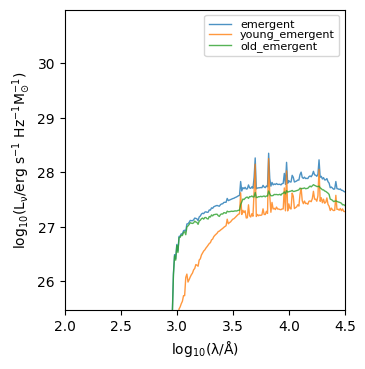 emergent
young_emergent
old_emergent
30
29
28
27
26
log₁₀(Lν/erg s⁻¹ Hz⁻¹M⊙⁻¹)
2.0 2.5 3.0 3.5 4.0 4.5
log₁₀(λ/Å)